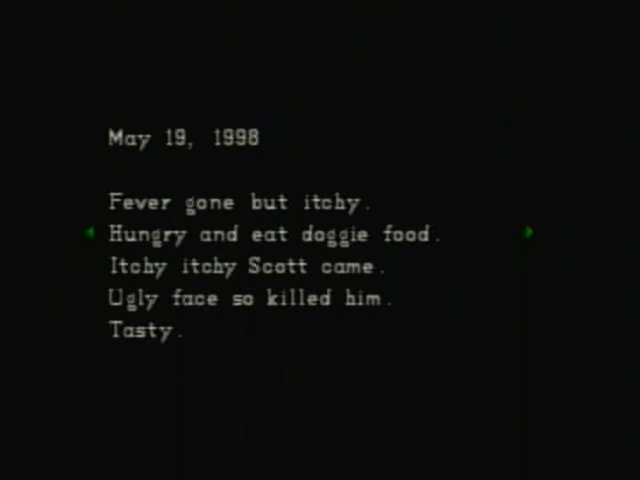 May 19, 1998
Fever gone but itchy.
Hungry and eat doggie food.
Itchy itchy Scott came.
Ugly face so killed him.
Tasty.